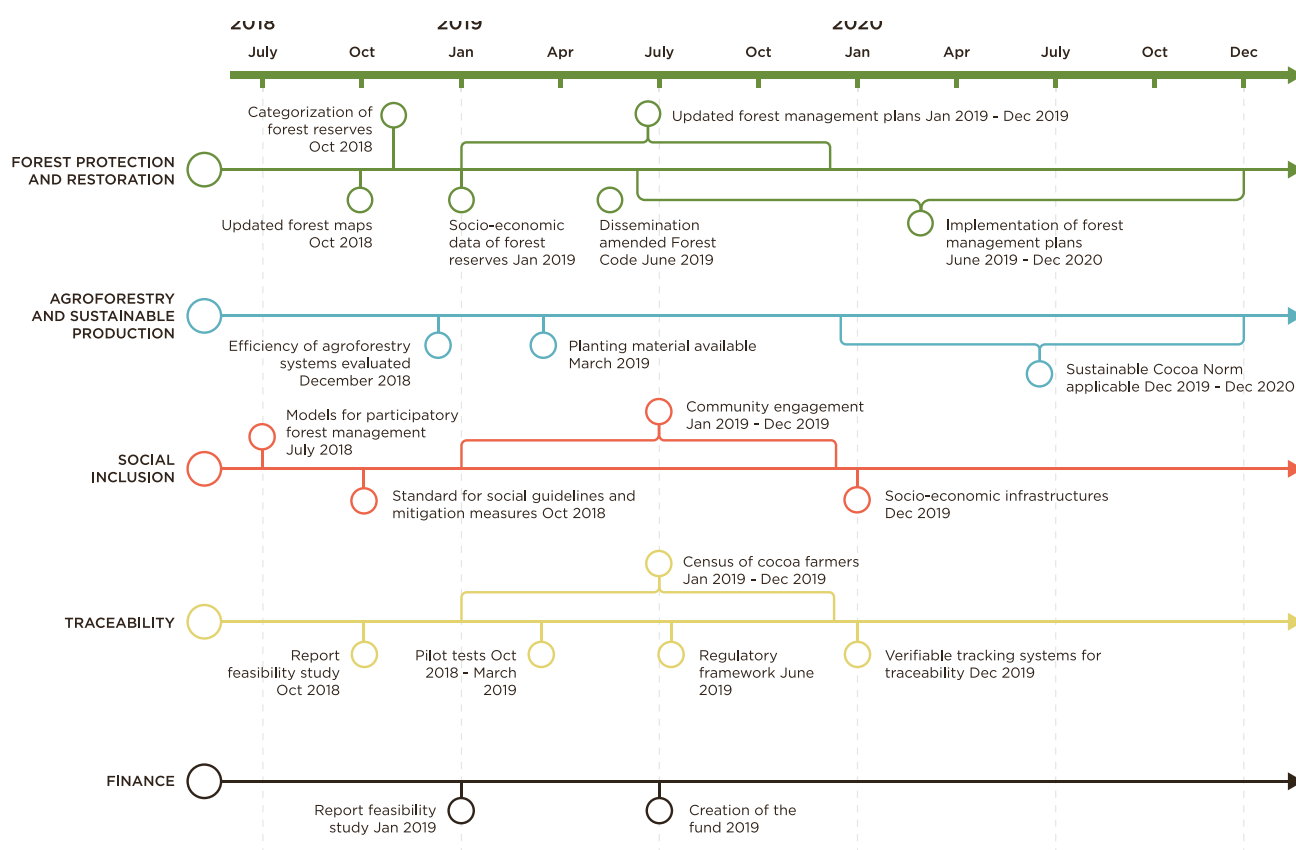 2018 2019 2020
July Oct Jan Apr July Oct Jan Apr July Oct Dec
Categorization of
forest reserves
Oct 2018
Updated forest management plans Jan 2019 – Dec 2019
FOREST PROTECTION
AND RESTORATION
Updated forest maps
Oct 2018
Socio-economic
data of forest
reserves Jan 2019
Dissemination
amended Forest
Code June 2019
Implementation of forest
management plans
June 2019 – Dec 2020
AGROFORESTRY
AND SUSTAINABLE
PRODUCTION
Efficiency of agroforestry
systems evaluated
December 2018
Planting material available
March 2019
Sustainable Cocoa Norm
applicable Dec 2019 – Dec 2020
Models for participatory
forest management
July 2018
Community engagement
Jan 2019 – Dec 2019
SOCIAL
INCLUSION
Standard for social guidelines and
mitigation measures Oct 2018
Socio-economic infrastructures
Dec 2019
Census of cocoa farmers
Jan 2019 – Dec 2019
TRACEABILITY
Report
feasibility study
Oct 2018
Pilot tests Oct
2018 – March
2019
Regulatory
framework June
2019
Verifiable tracking systems for
traceability Dec 2019
FINANCE
Report feasibility
study Jan 2019
Creation of the
fund 2019